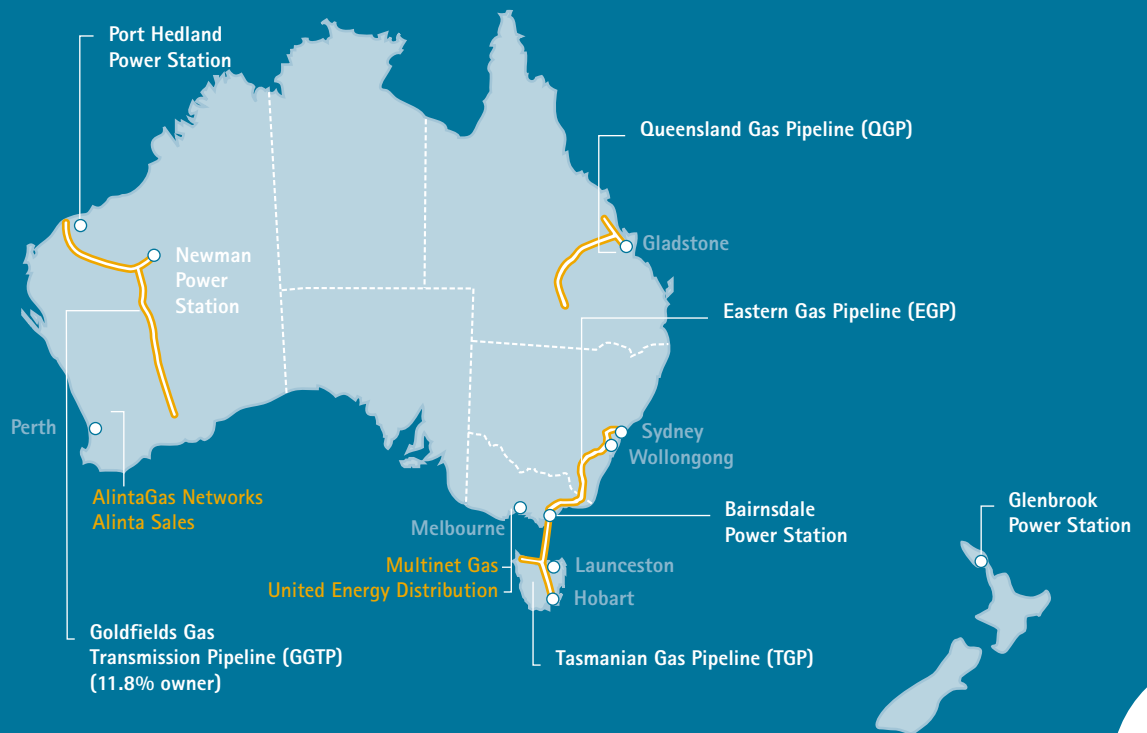 Port Hedland
Power Station
Queensland Gas Pipeline (QGP)
Gladstone
Newman
Power
Station
Eastern Gas Pipeline (EGP)
Perth
Sydney
Wollongong
AlintaGas Networks
Alinta Sales
Melbourne
Bairnsdale
Power Station
Glenbrook
Power Station
Multinet Gas
United Energy Distribution
Launceston
Hobart
Goldfields Gas
Transmission Pipeline (GGTP)
(11.8% owner)
Tasmanian Gas Pipeline (TGP)